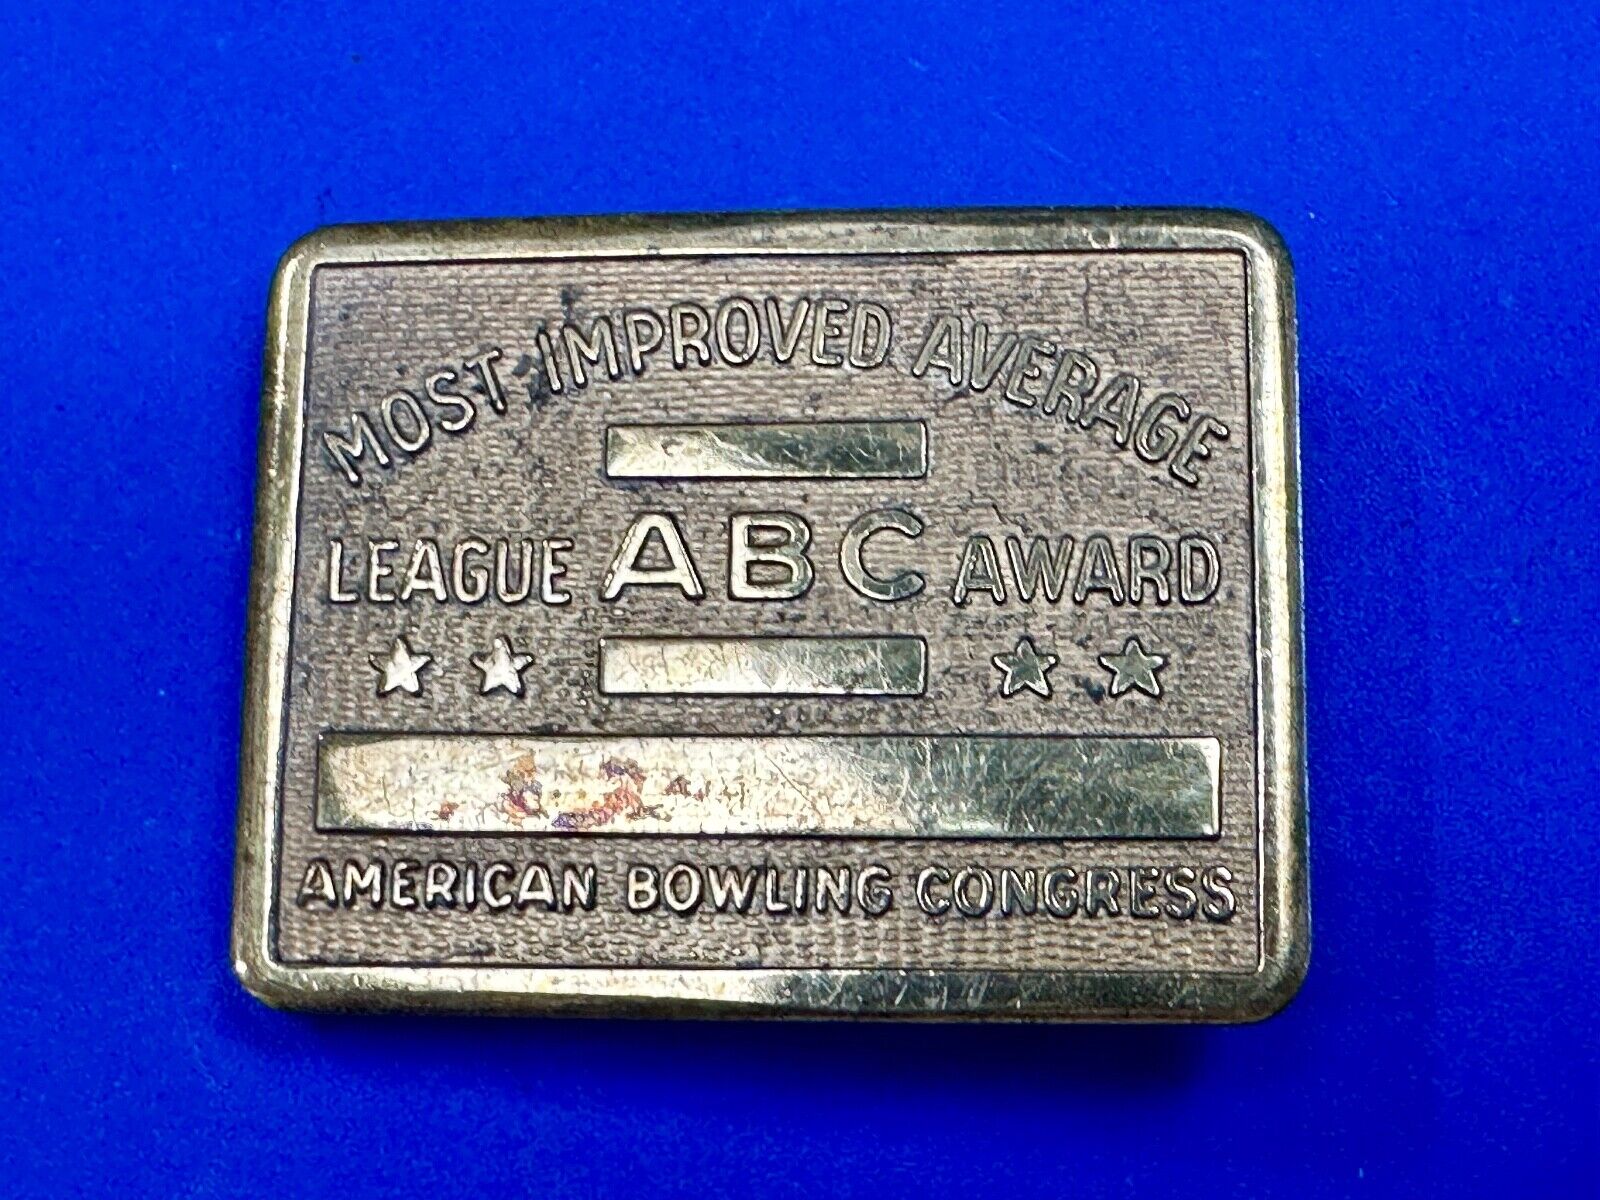 MOST IMPROVED AVERAGE
LEAGUE ABC AWARD
AMERICAN BOWLING CONGRESS